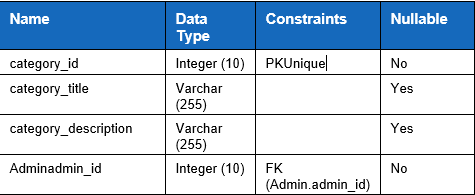 Name Data Type Constraints Nullable
category_id Integer (10) PKUnique No
category_title Varchar (255) Yes
category_description Varchar (255) Yes
Adminadmin_id Integer (10) FK (Admin.admin_id) No